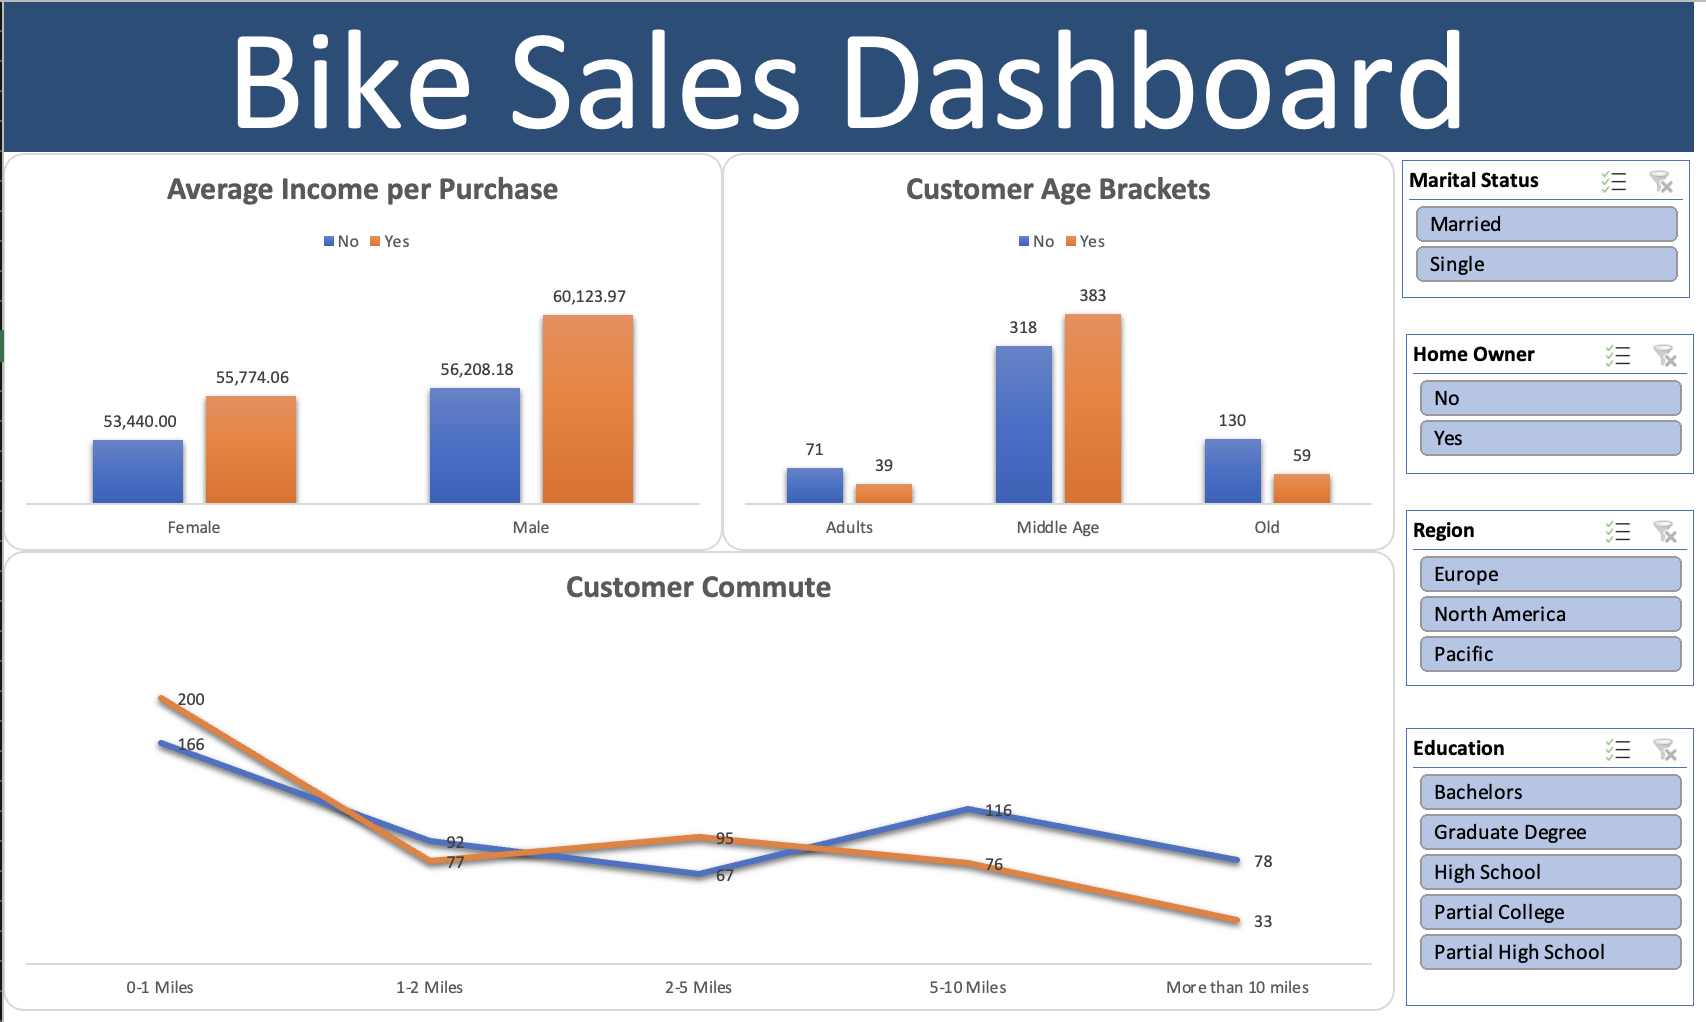 Bike Sales Dashboard
Average Income per Purchase
No Yes
60,123.97
56,208.18
55,774.06
53,440.00
Female Male
Customer Age Brackets
No Yes
383
318
130
71
59
39
Adults Middle Age Old
Customer Commute
200
166
116
92
95
77
67
76
78
33
0-1 Miles 1-2 Miles 2-5 Miles 5-10 Miles More than 10 miles
Marital Status
Married
Single
Home Owner
No
Yes
Region
Europe
North America
Pacific
Education
Bachelors
Graduate Degree
High School
Partial College
Partial High School